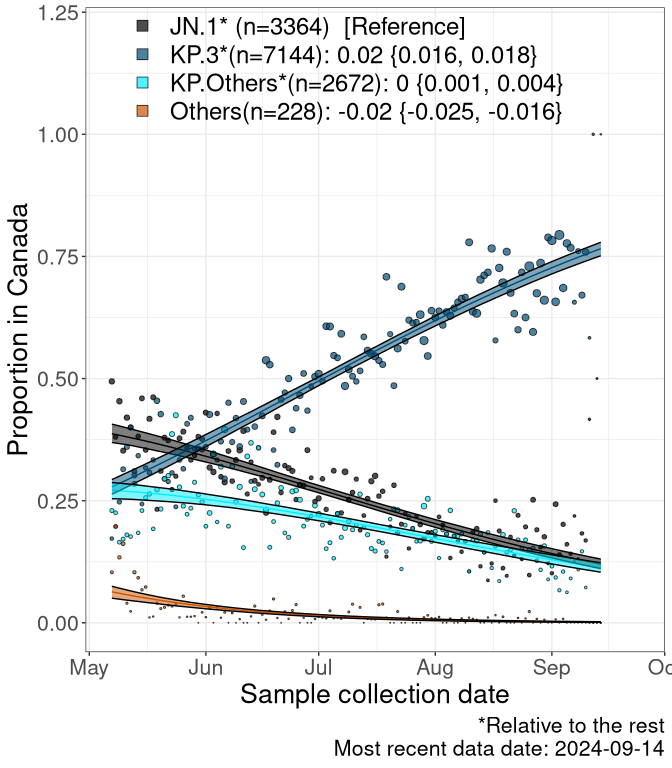 JN.1* (n=3364)  [Reference]
KP.3*(n=7144): 0.02 {0.016, 0.018}
KP.Others*(n=2672): 0 {0.001, 0.004}
Others(n=228): -0.02 {-0.025, -0.016}
1.25
1.00
0.75
0.50
0.25
0.00
Proportion in Canada
May Jun Jul Aug Sep Oc
Sample collection date
*Relative to the rest
Most recent data date: 2024-09-14